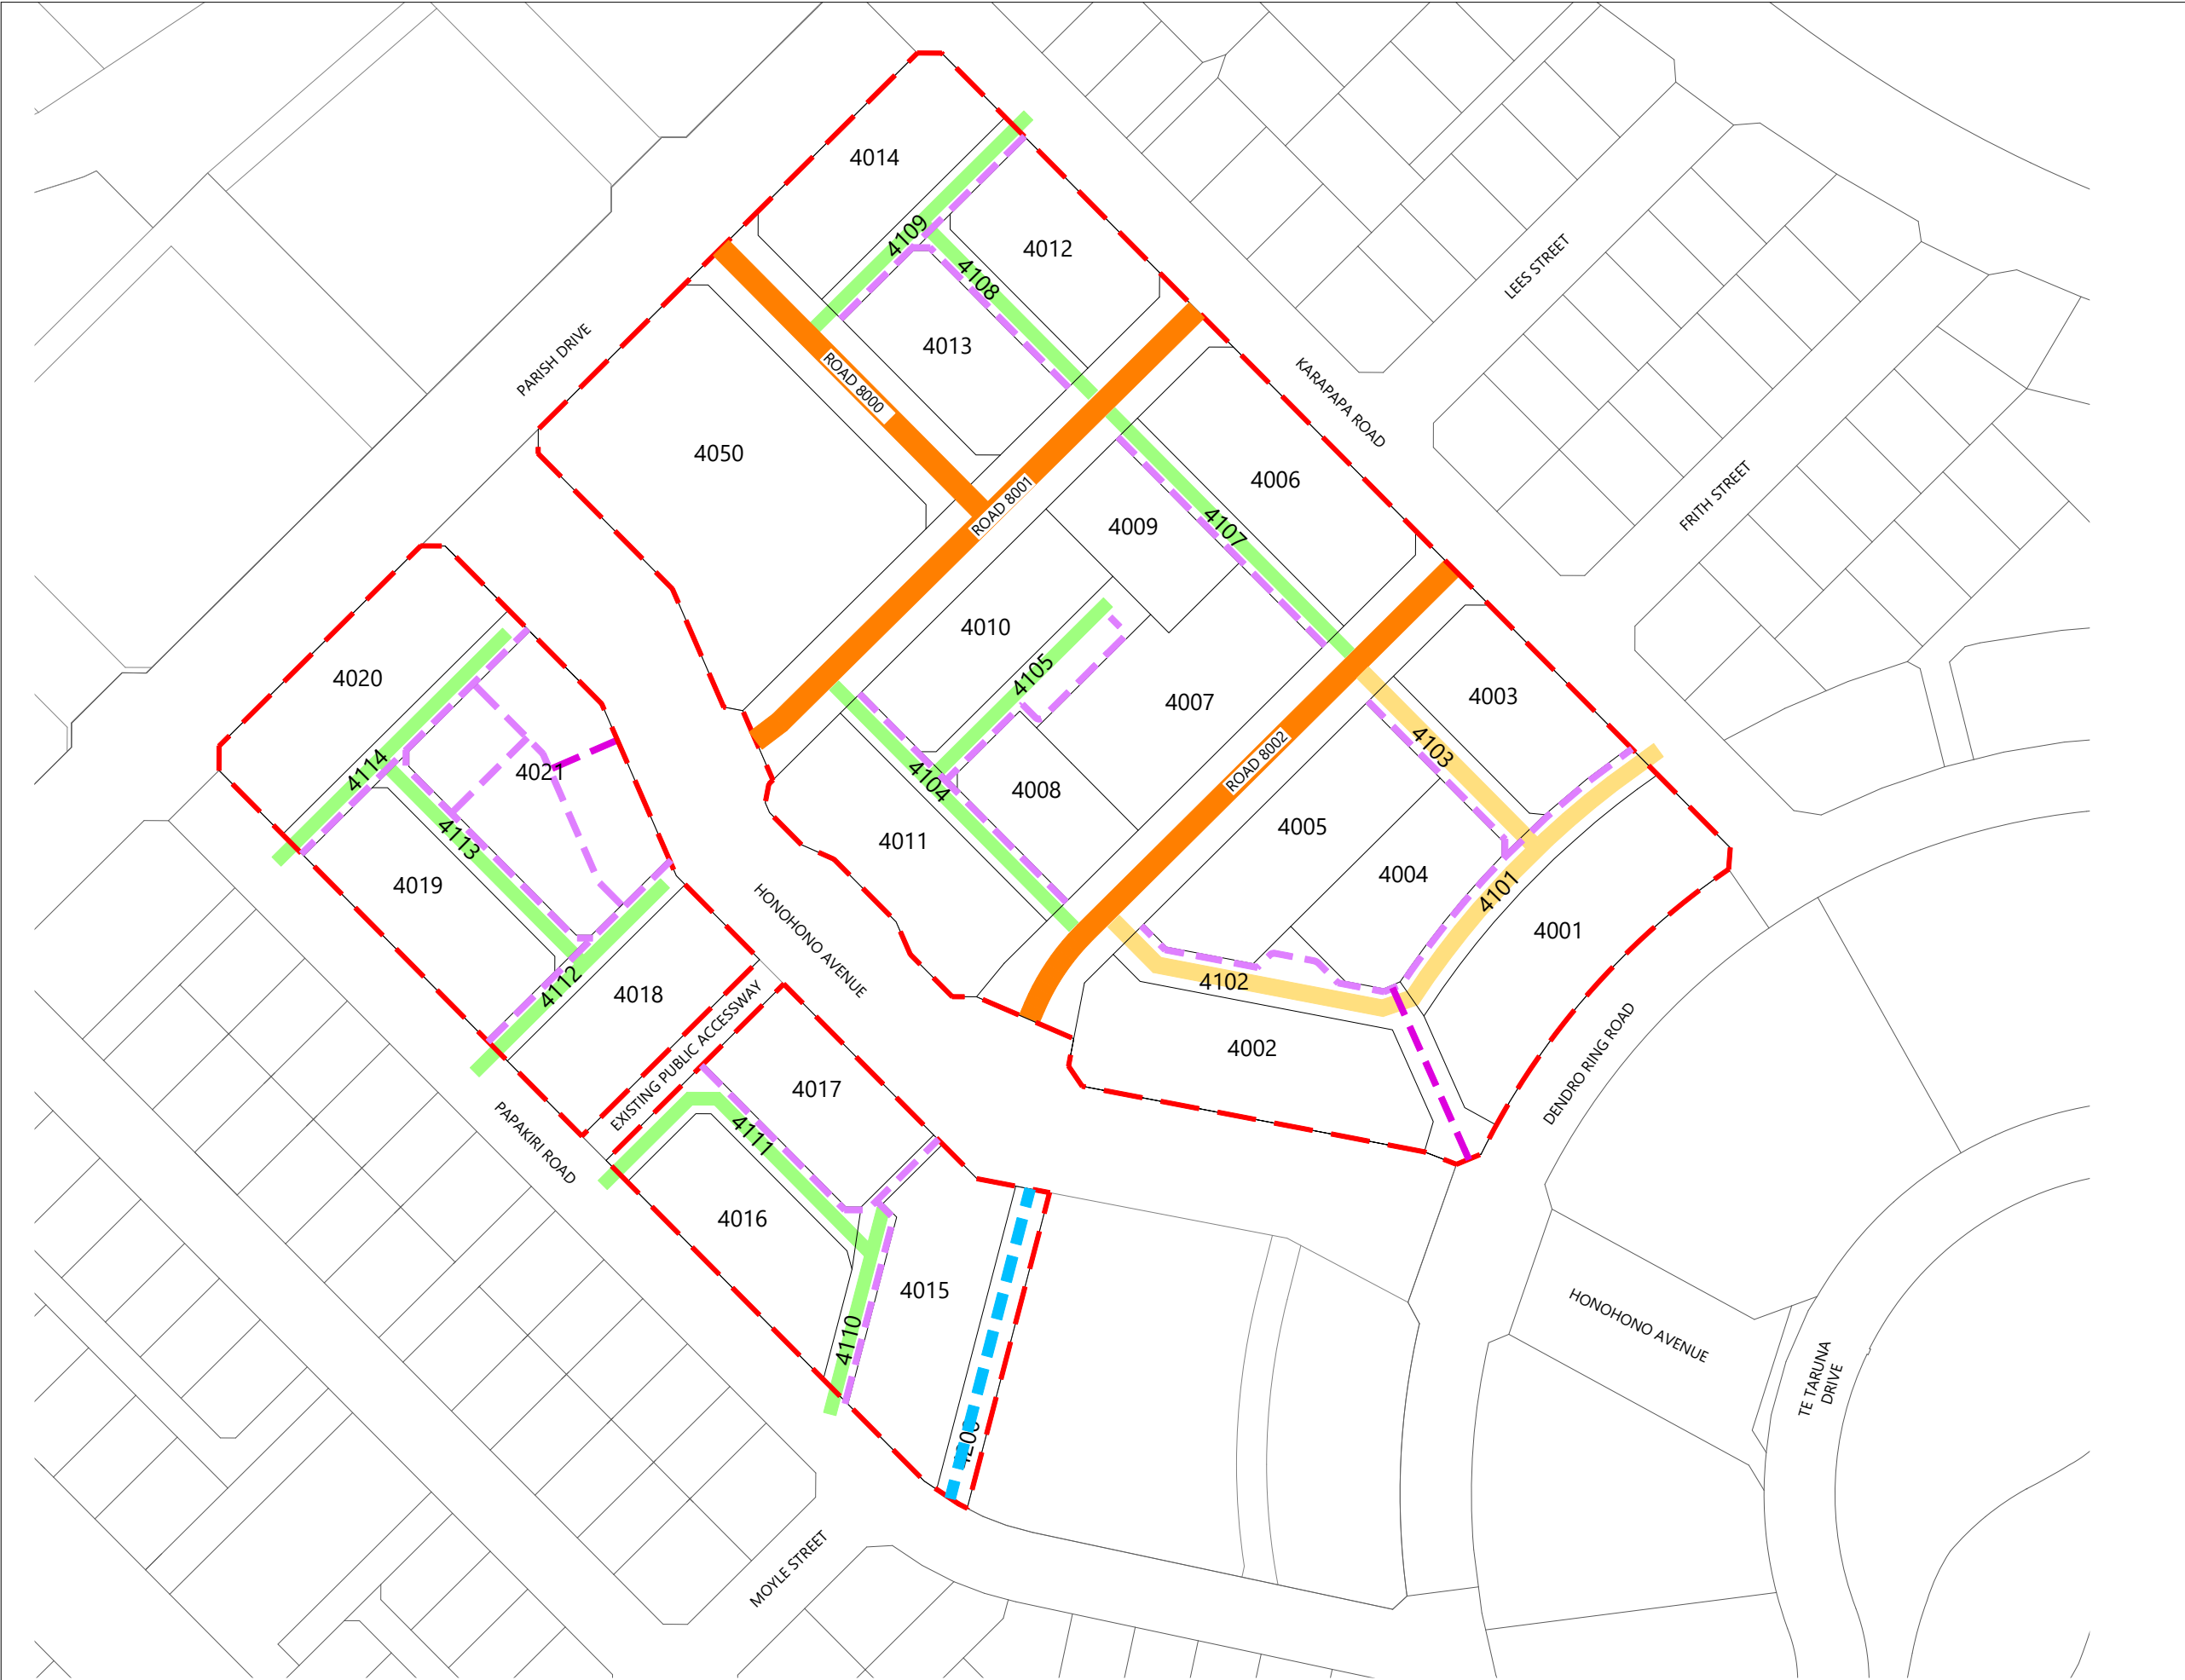 4014
4109
4012
4108
LEES STREET
4013
PARISH DRIVE
ROAD 8000
KARAPAPA ROAD
4050
4006
ROAD 8001
FRITH STREET
4009
4107
4010
4105
4020
4007
4003
4103
4114
4021
ROAD 8002
4104
4008
4113
4011
4005
4019
4004
4101
4001
HONOHONO AVENUE
4112
4018
4102
EXISTING PUBLIC ACCESSWAY
4002
DENDRO RING ROAD
4017
PAPAKIRI ROAD
4111
4016
4015
4110
HONOHONO AVENUE
TE TARUNA
DRIVE
MOYLE STREET